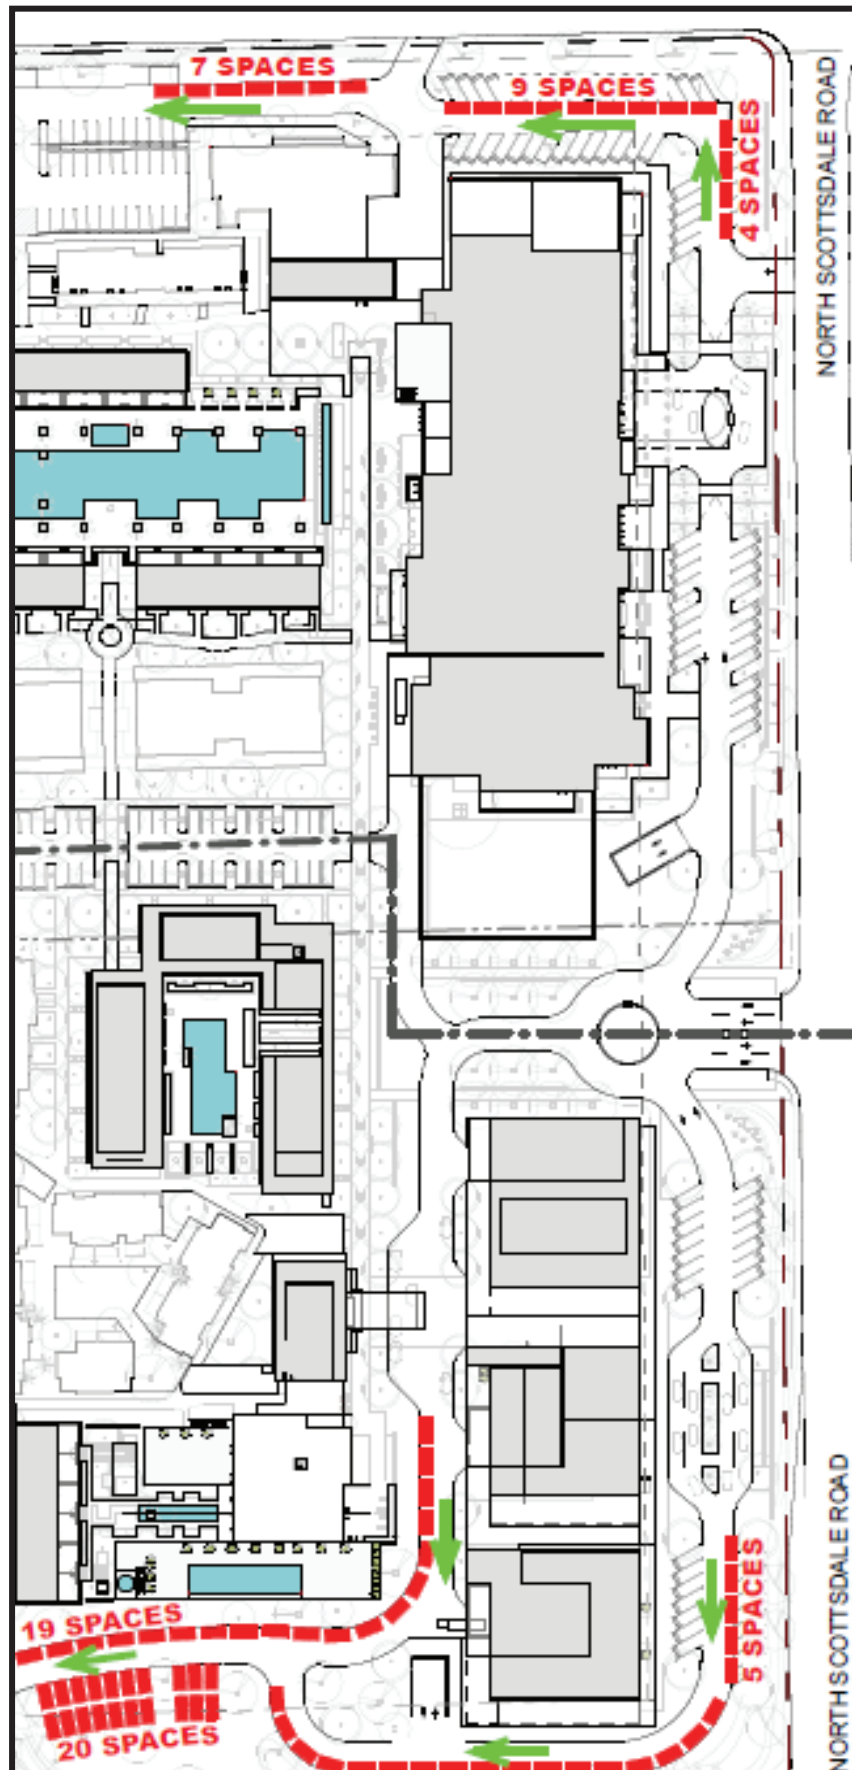 7 SPACES
9 SPACES
4 SPACES
NORTH SCOTTSDALE ROAD
19 SPACES
20 SPACES
5 SPACES
NORTH SCOTTSDALE ROAD